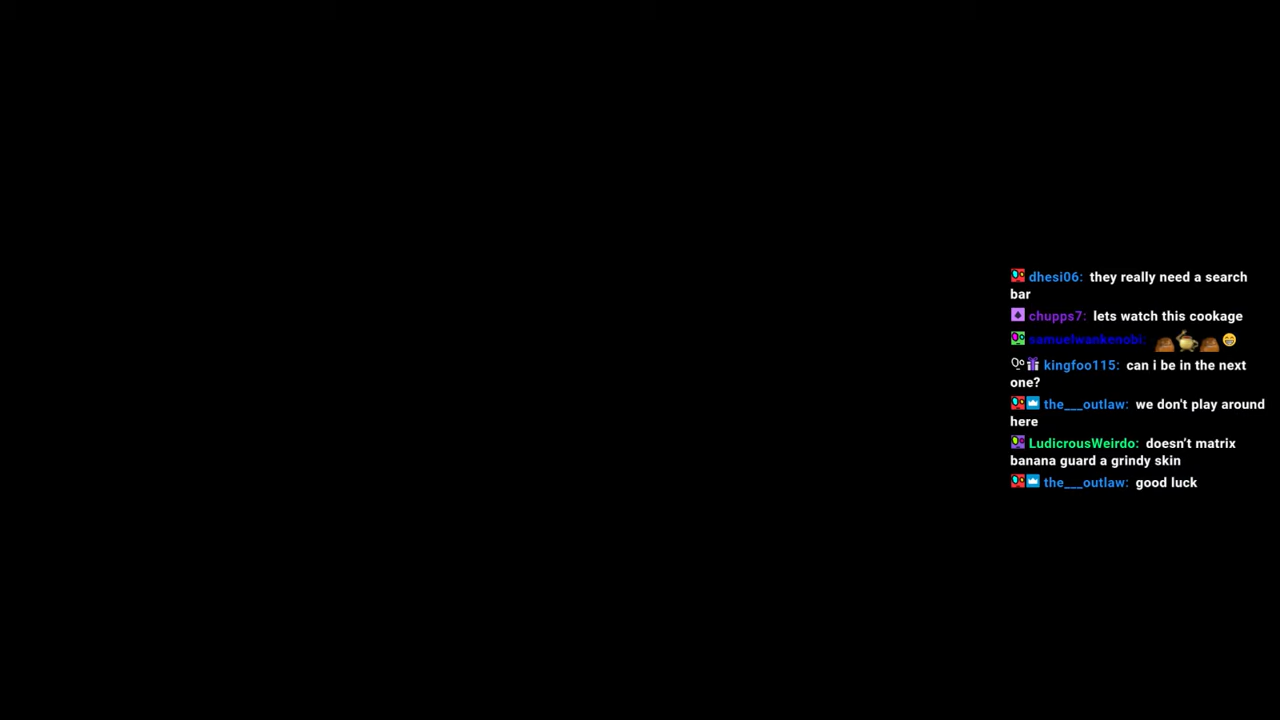 dhesi06: they really need a search
bar
chupps7: lets watch this cookage
samuelwankenobi:
kingfoo115: can i be in the next
one?
the___outlaw: we don't play around
here
LudicrousWeirdo: doesn't matrix
banana guard a grindy skin
the___outlaw: good luck